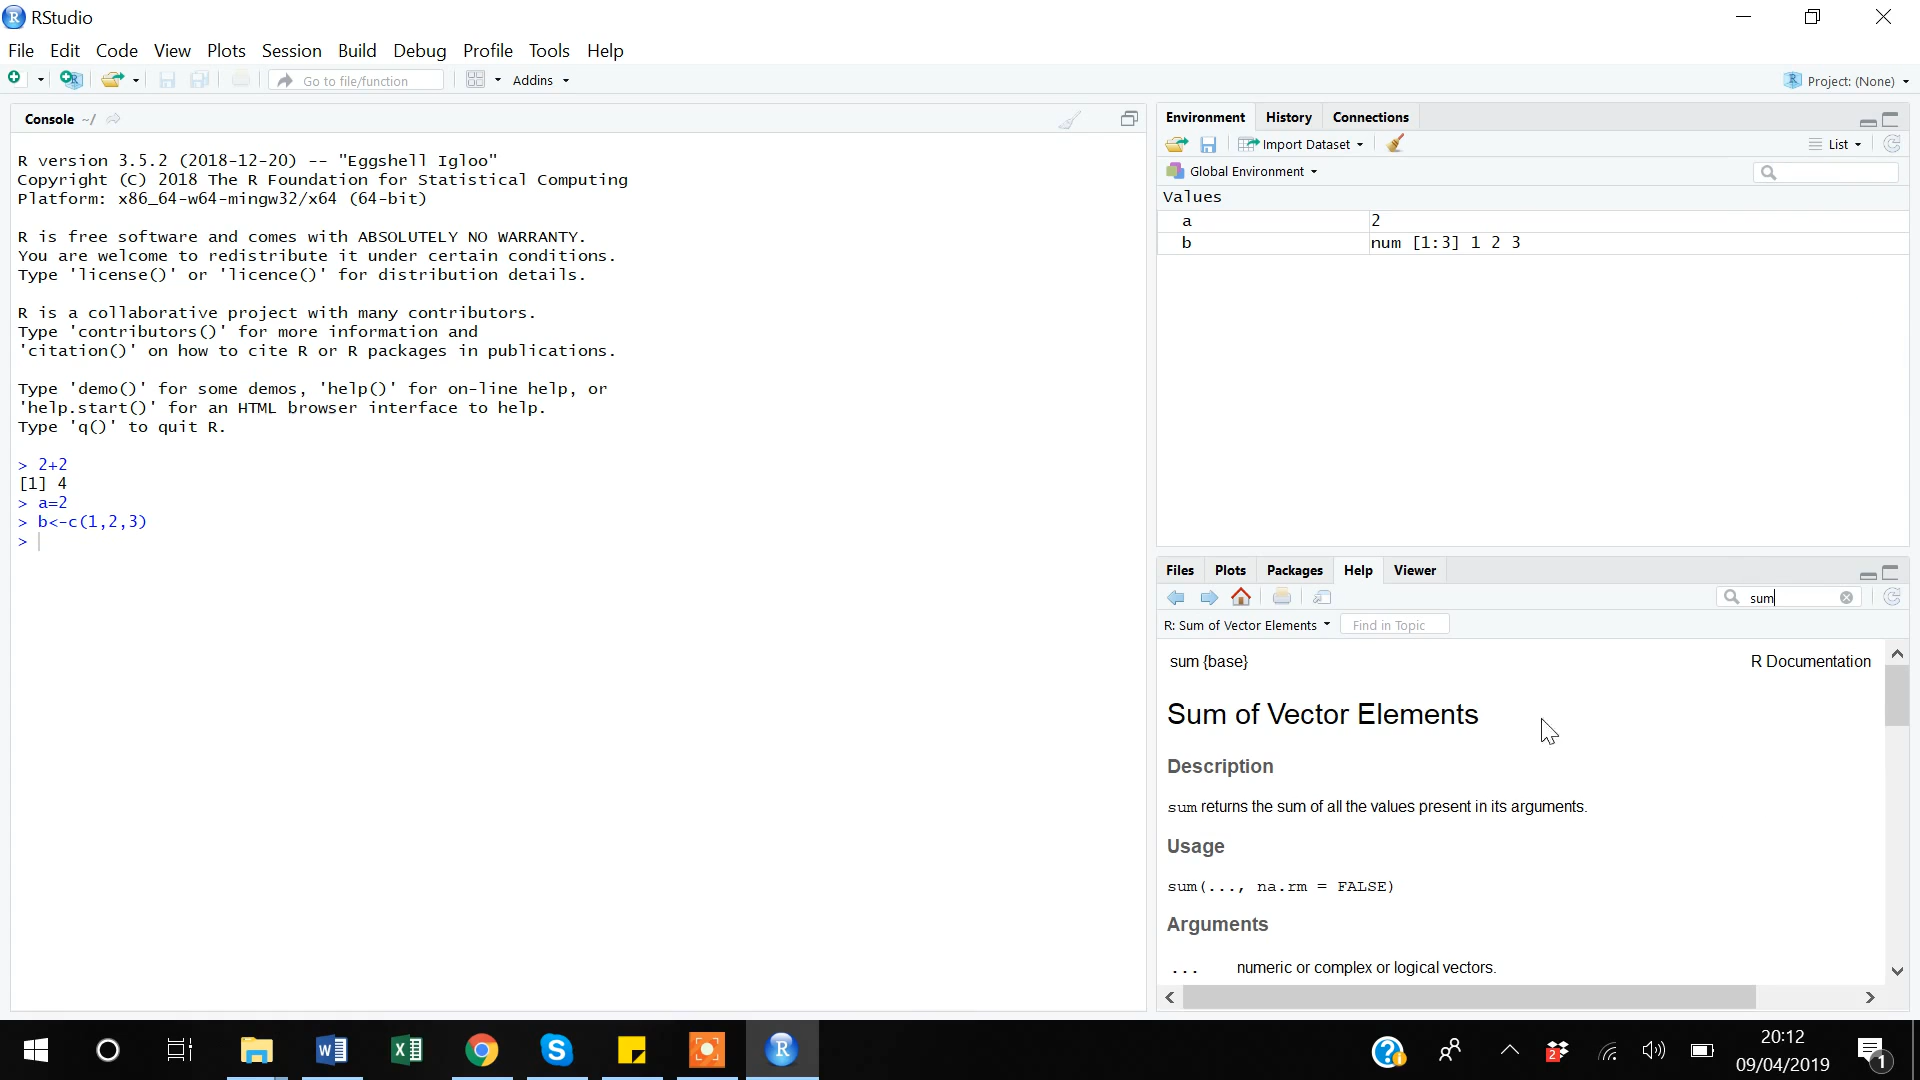 RStudio
File Edit Code View Plots Session Build Debug Profile Tools Help
Go to file/function Addins Project: (None)
Console ~/
R version 3.5.2 (2018-12-20) -- "Eggshell Igloo"
Copyright (C) 2018 The R Foundation for Statistical Computing
Platform: x86_64-w64-mingw32/x64 (64-bit)
R is free software and comes with ABSOLUTELY NO WARRANTY.
You are welcome to redistribute it under certain conditions.
Type 'license()' or 'licence()' for distribution details.
R is a collaborative project with many contributors.
Type 'contributors()' for more information and
'citation()' on how to cite R or R packages in publications.
Type 'demo()' for some demos, 'help()' for on-line help, or
'help.start()' for an HTML browser interface to help.
Type 'q()' to quit R.
> 2+2
[1] 4
> a=2
> b<-c(1,2,3)
>
Environment History Connections
Import Dataset List
Global Environment
Values
a 2
b num [1:3] 1 2 3
Files Plots Packages Help Viewer
sum
R: Sum of Vector Elements Find in Topic
sum {base} R Documentation
Sum of Vector Elements
Description
sum returns the sum of all the values present in its arguments.
Usage
sum(..., na.rm = FALSE)
Arguments
... numeric or complex or logical vectors.
20:12
09/04/2019
2
1